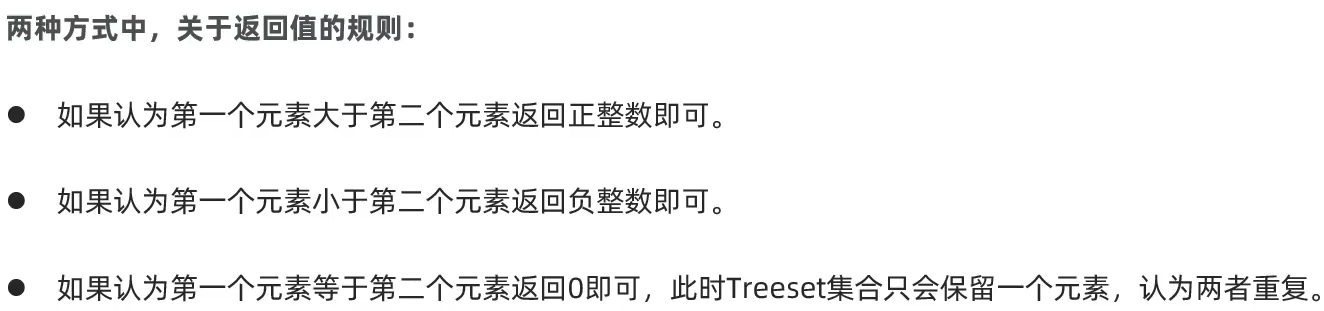 两种方式中，关于返回值的规则：
● 如果认为第一个元素大于第二个元素返回正整数即可。
● 如果认为第一个元素小于第二个元素返回负整数即可。
● 如果认为第一个元素等于第二个元素返回0即可，此时Treeset集合只会保留一个元素，认为两者重复。